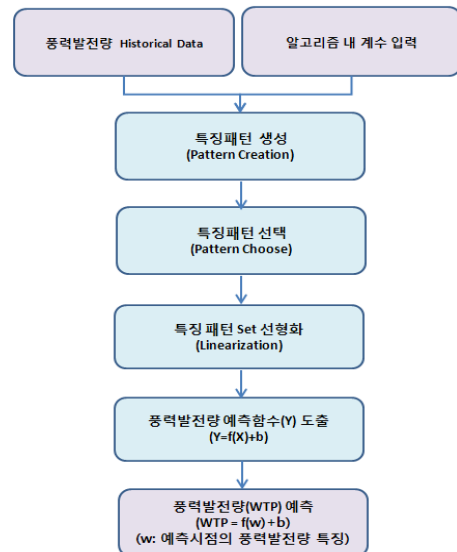 풍력발전량 Historical Data
알고리즘 내 계수 입력
특징패턴 생성
(Pattern Creation)
특징패턴 선택
(Pattern Choose)
특징 패턴 Set 선형화
(Linearization)
풍력발전량 예측함수(Y) 도출
(Y=f(X)+b)
풍력발전량(WTP) 예측
(WTP = f(w) + b)
(w: 예측시점의 풍력발전량 특징)